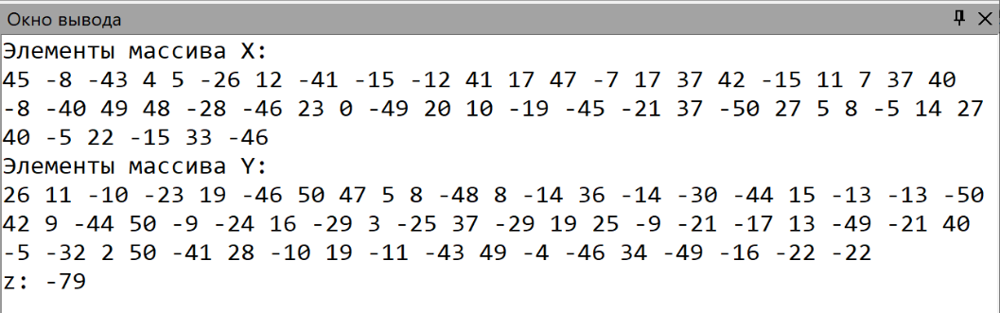 Окно вывода
Элементы массива X:
45 -8 -43 4 5 -26 12 -41 -15 -12 41 17 47 -7 17 37 42 -15 11 7 37 40
-8 -40 49 48 -28 -46 23 0 -49 20 10 -19 -45 -21 37 -50 27 5 8 -5 14 27
40 -5 22 -15 33 -46
Элементы массива Y:
26 11 -10 -23 19 -46 50 47 5 8 -48 8 -14 36 -14 -30 -44 15 -13 -13 -50
42 9 -44 50 -9 -24 16 -29 3 -25 37 -29 19 25 -9 -21 -17 13 -49 -21 40
-5 -32 2 50 -41 28 -10 19 -11 -43 49 -4 -46 34 -49 -16 -22 -22
z: -79